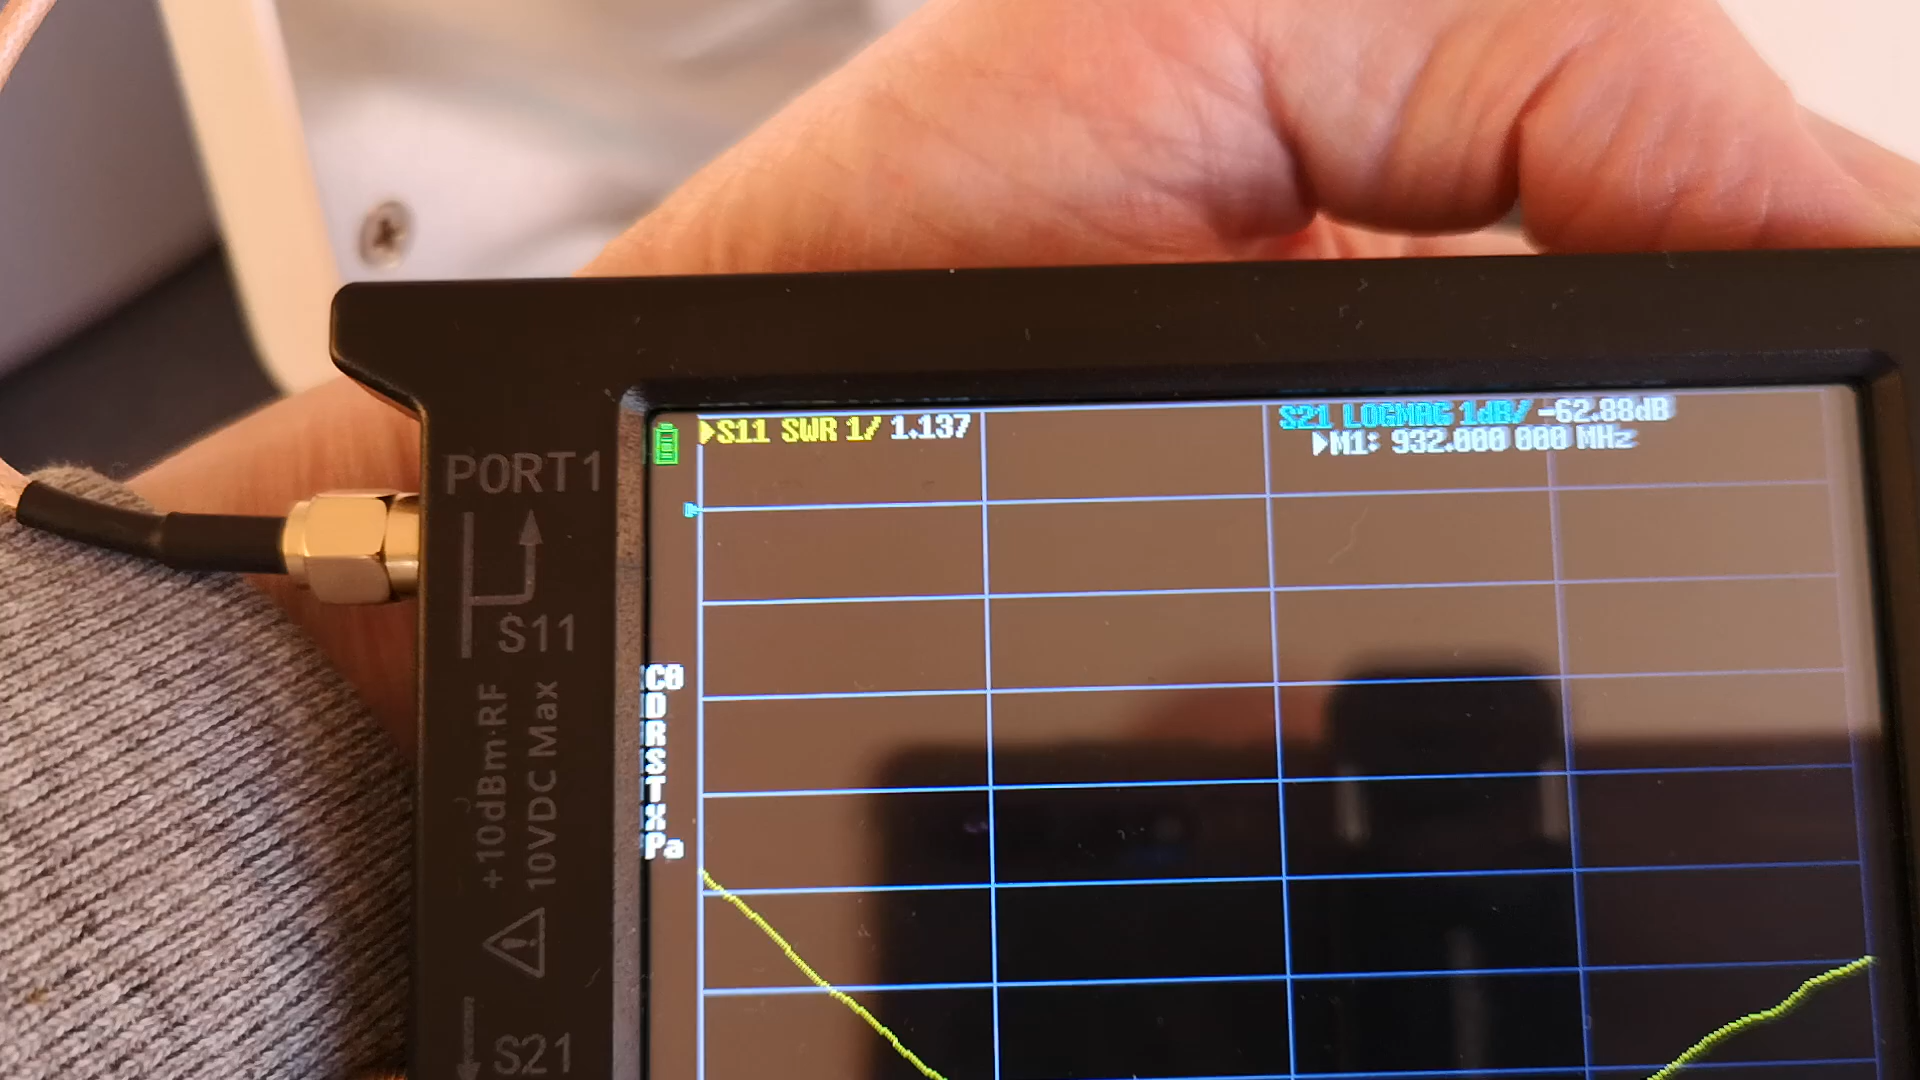 S11 SWR 1/ 1.137
S21 LOGMAG 1dB/ -62.88dB
M1: 932.000 000 MHz
PORT1
S11
+10dBm RF
10VDC Max
S21
C0
D
R
S
T
X
Pa